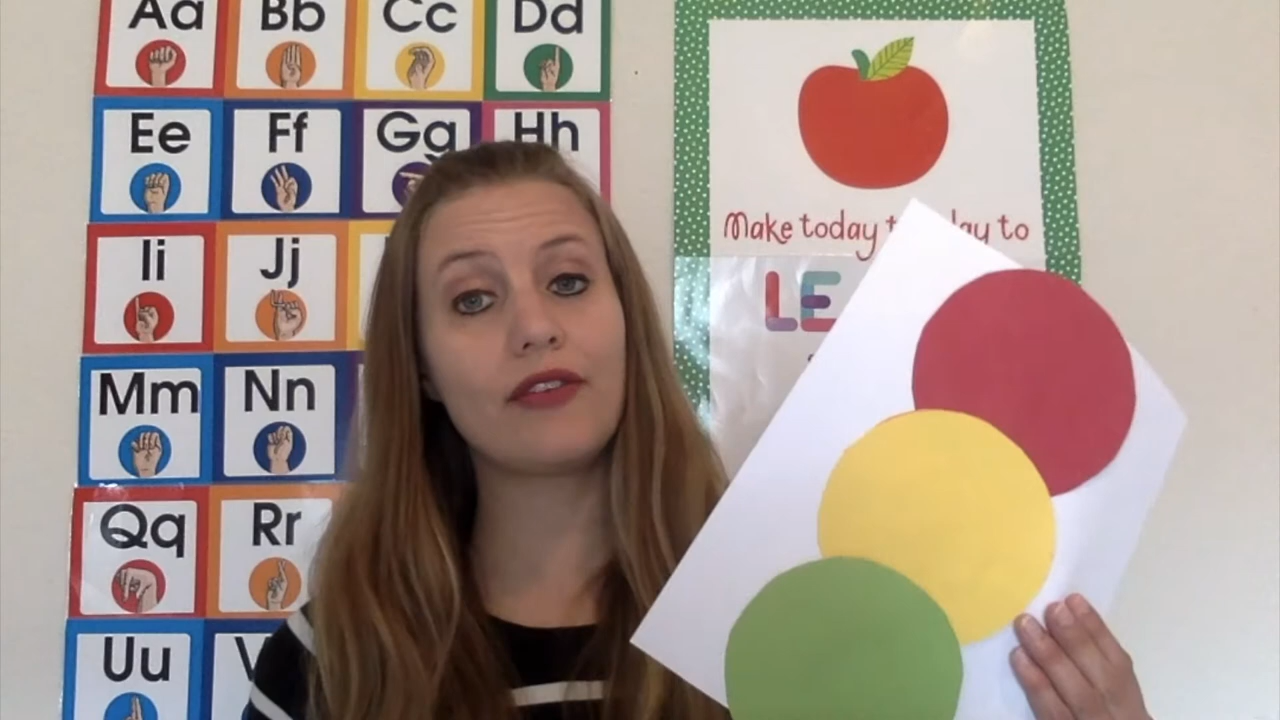 Aa Bb Cc Dd
Ee Ff Gg Hh
Ii Jj
Mm Nn
Qq Rr
Uu
Make today to
LE